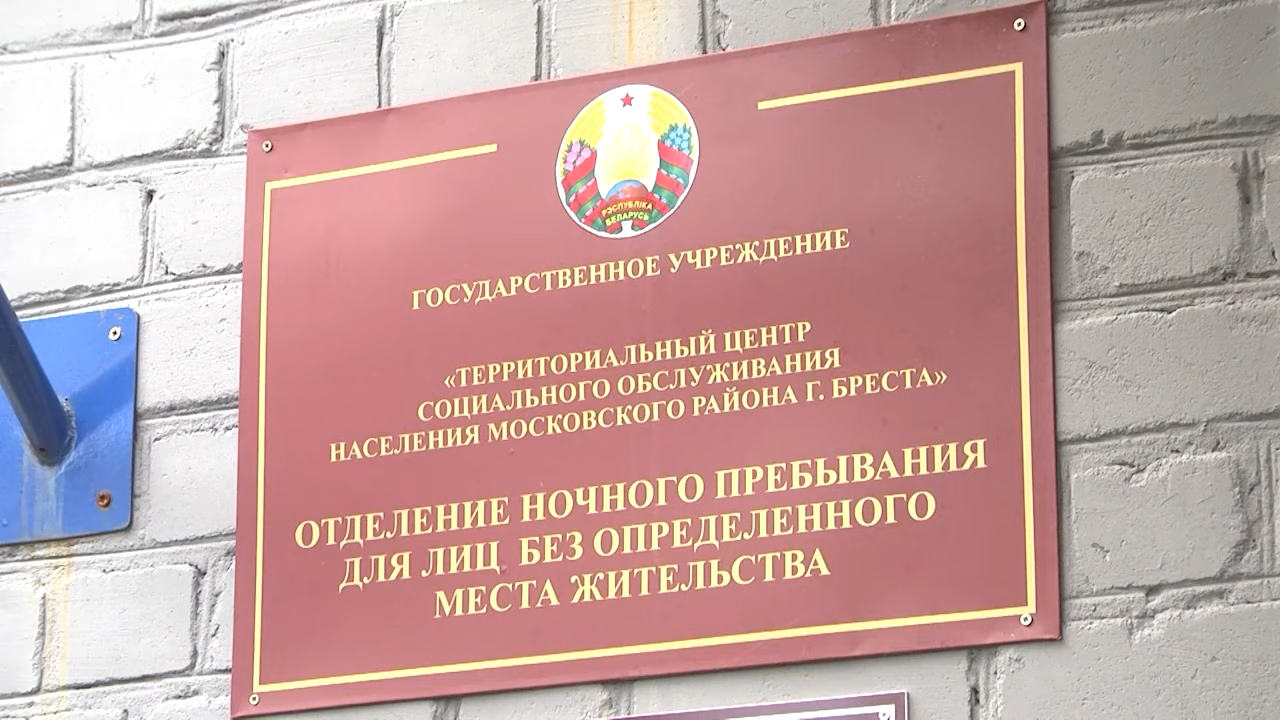 РЭСПУБЛІКА
БЕЛАРУСЬ
ГОСУДАРСТВЕННОЕ УЧРЕЖДЕНИЕ
«ТЕРРИТОРИАЛЬНЫЙ ЦЕНТР
СОЦИАЛЬНОГО ОБСЛУЖИВАНИЯ
НАСЕЛЕНИЯ МОСКОВСКОГО РАЙОНА Г. БРЕСТА»
ОТДЕЛЕНИЕ НОЧНОГО ПРЕБЫВАНИЯ
ДЛЯ ЛИЦ БЕЗ ОПРЕДЕЛЕННОГО
МЕСТА ЖИТЕЛЬСТВА